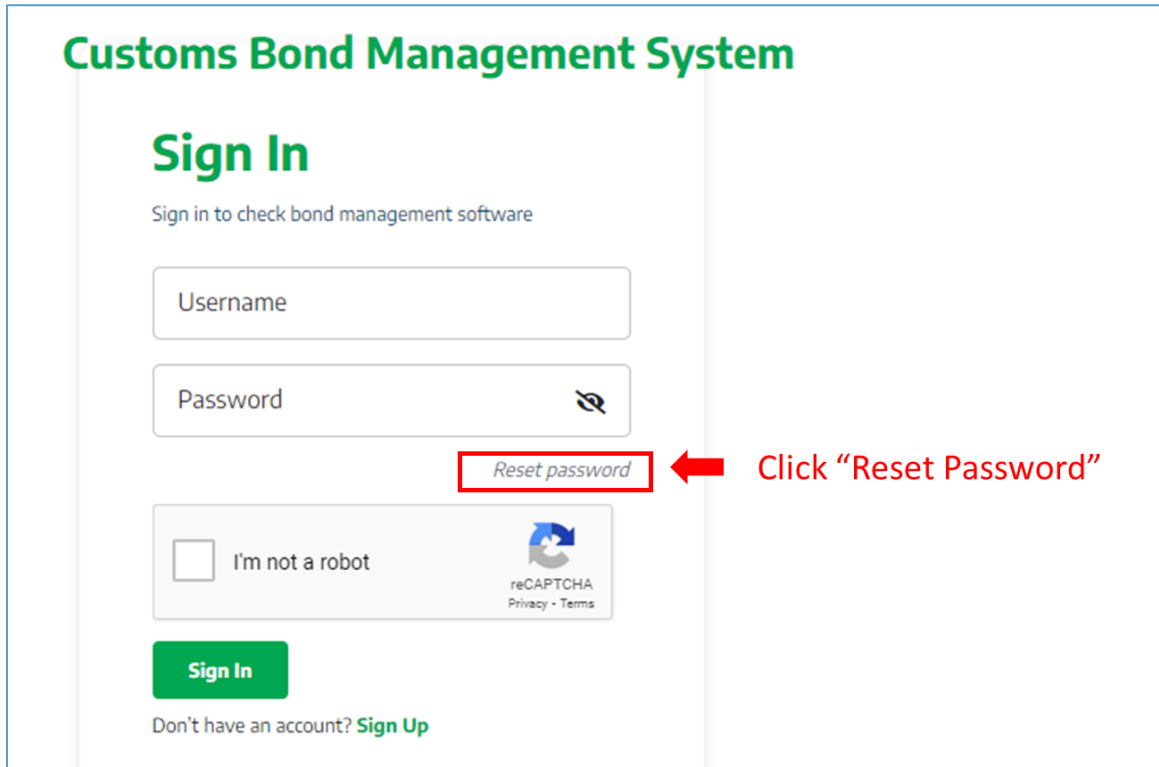 Customs Bond Management System
Sign In
Sign in to check bond management software
Username
Password
Reset password
Click “Reset Password”
I'm not a robot
reCAPTCHA
Privacy - Terms
Sign In
Don’t have an account? Sign Up